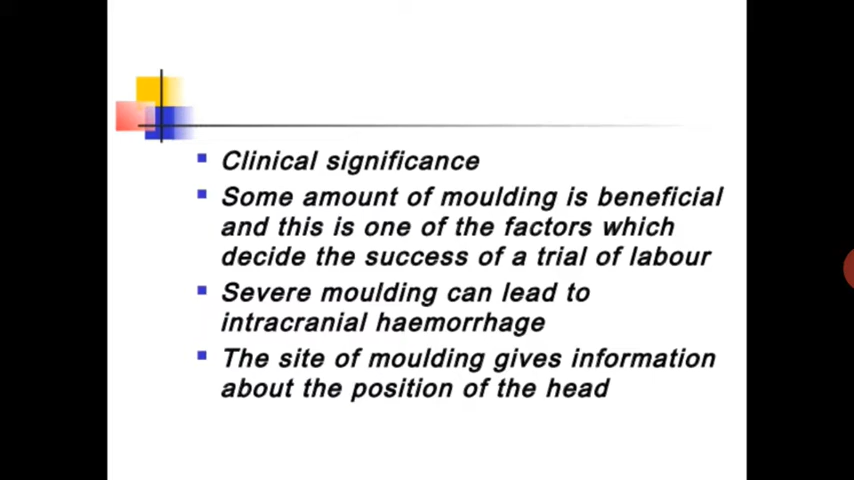 Clinical significance
Some amount of moulding is beneficial
and this is one of the factors which
decide the success of a trial of labour
Severe moulding can lead to
intracranial haemorrhage
The site of moulding gives information
about the position of the head